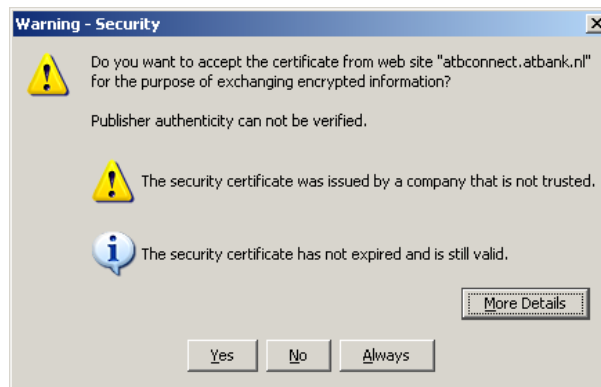 Warning - Security
Do you want to accept the certificate from web site "atbconnect.atbank.nl"
for the purpose of exchanging encrypted information?
Publisher authenticity can not be verified.
The security certificate was issued by a company that is not trusted.
The security certificate has not expired and is still valid.
More Details
Yes No Always